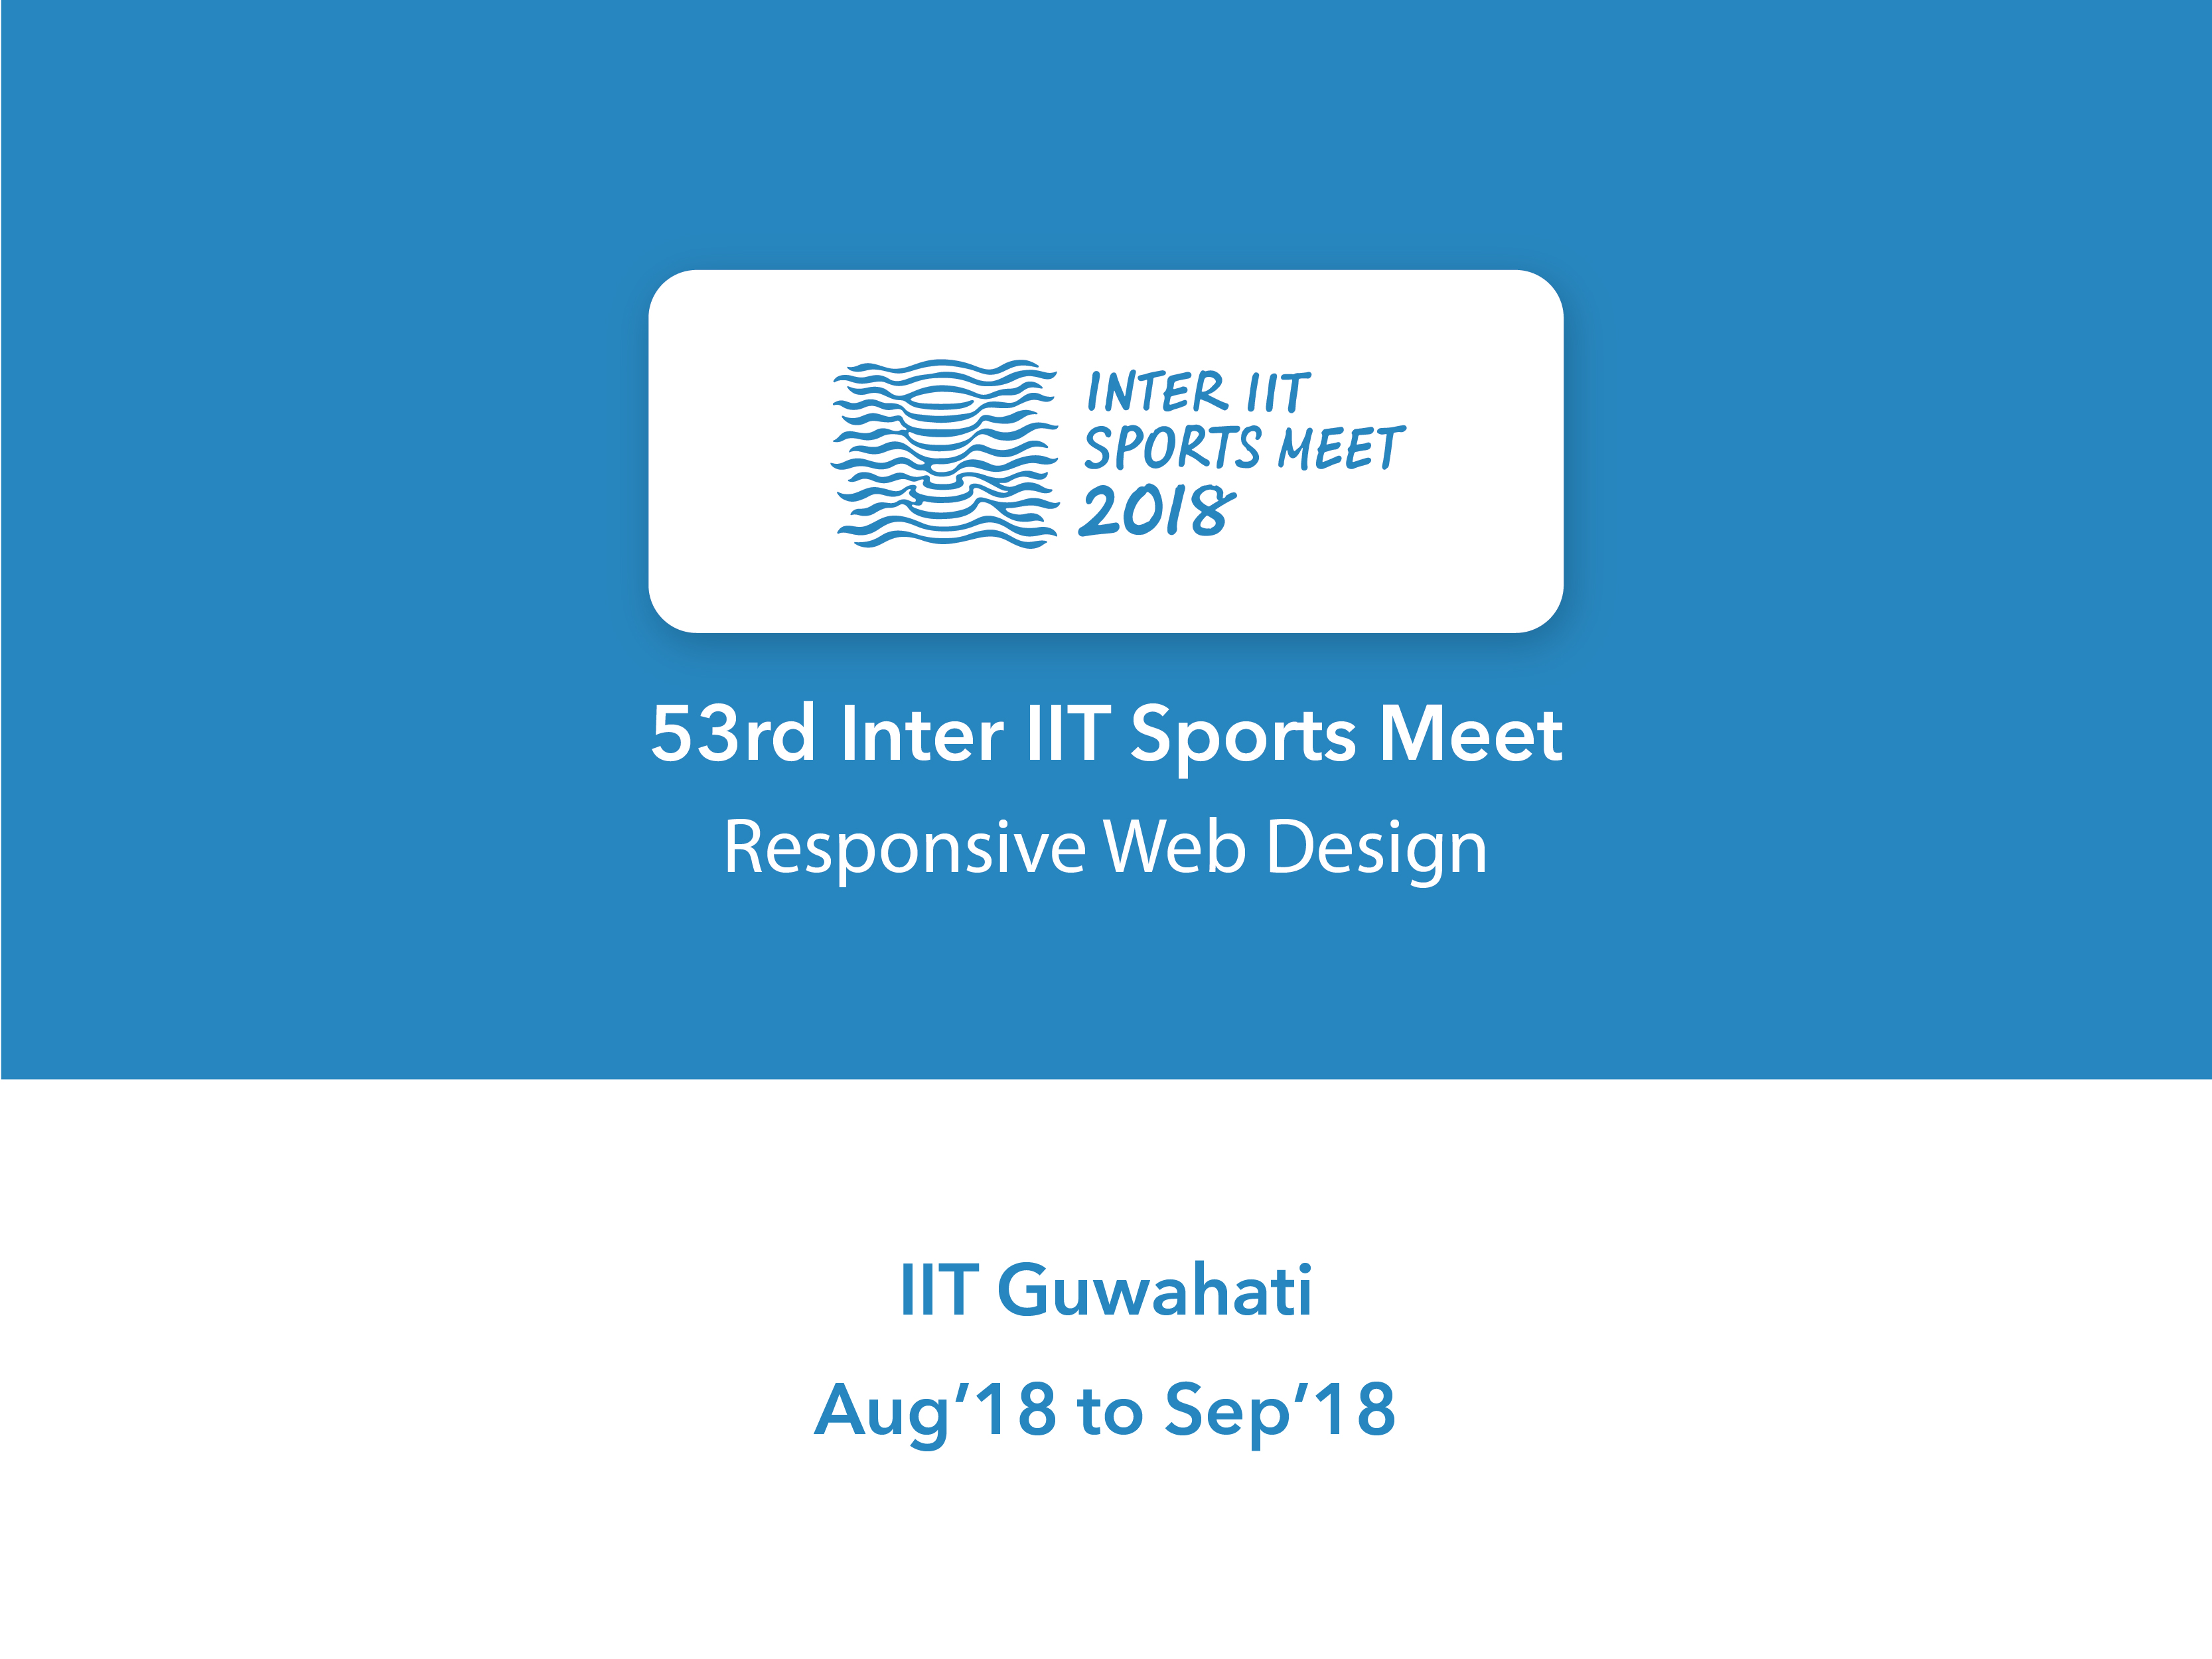 INTER IIT
SPORTS MEET
2018
53rd Inter IIT Sports Meet
Responsive Web Design
IIT Guwahati
Aug’18 to Sep’18